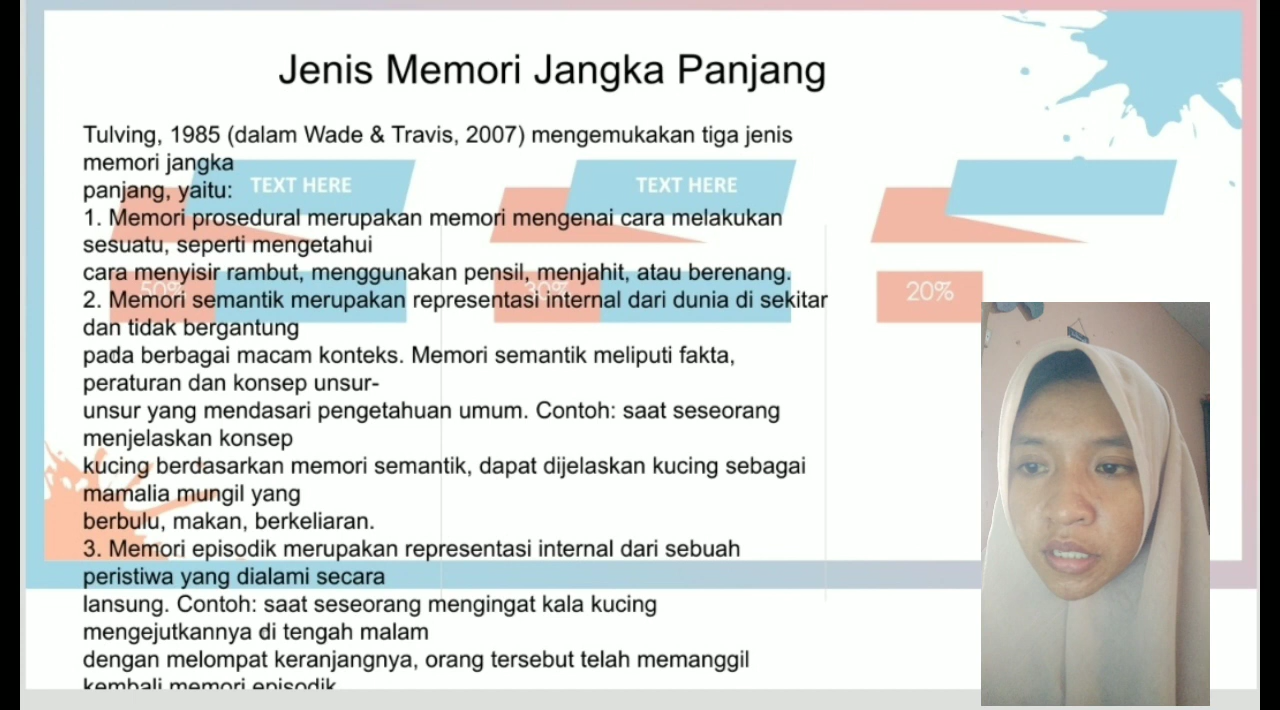 Jenis Memori Jangka Panjang
Tulving, 1985 (dalam Wade & Travis, 2007) mengemukakan tiga jenis
memori jangka
panjang, yaitu:
TEXT HERE
TEXT HERE
1. Memori prosedural merupakan memori mengenai cara melakukan
sesuatu, seperti mengetahui
cara menyisir rambut, menggunakan pensil, menjahit, atau berenang.
50%
30%
20%
2. Memori semantik merupakan representasi internal dari dunia di sekitar
dan tidak bergantung
pada berbagai macam konteks. Memori semantik meliputi fakta,
peraturan dan konsep unsur-
unsur yang mendasari pengetahuan umum. Contoh: saat seseorang
menjelaskan konsep
kucing berdasarkan memori semantik, dapat dijelaskan kucing sebagai
mamalia mungil yang
berbulu, makan, berkeliaran.
3. Memori episodik merupakan representasi internal dari sebuah
peristiwa yang dialami secara
lansung. Contoh: saat seseorang mengingat kala kucing
mengejutkannya di tengah malam
dengan melompat keranjangnya, orang tersebut telah memanggil
kembali memori episodik